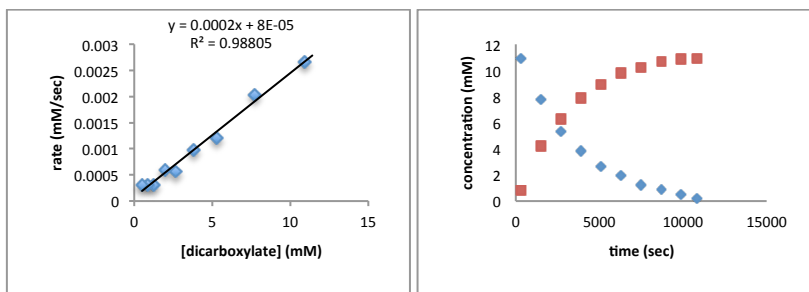 y = 0.0002x + 8E-05
R² = 0.98805
0.003
0.0025
0.002
0.0015
0.001
0.0005
0
0 5 10 15
rate (mM/sec)
[dicarboxylate] (mM)
12
10
8
6
4
2
0
0 5000 10000 15000
concentration (mM)
time (sec)